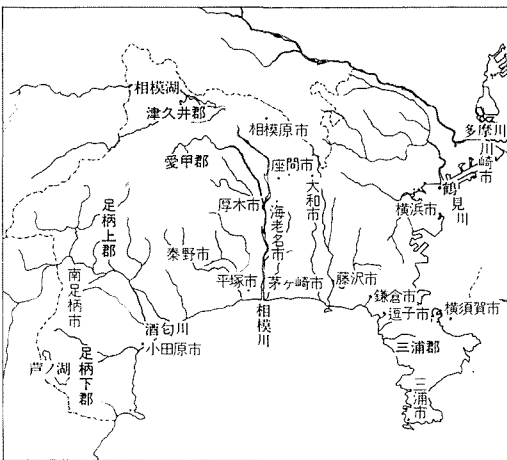 相模湖
津久井郡
相模原市
多摩川
川崎市
愛甲郡
座間市
大和市
鶴見川
横浜市
厚木市
海老名市
足柄上郡
秦野市
平塚市
茅ヶ崎市
藤沢市
鎌倉市
逗子市
横須賀市
南足柄市
酒匂川
相模川
小田原市
三浦郡
芦ノ湖
足柄下郡
三浦市